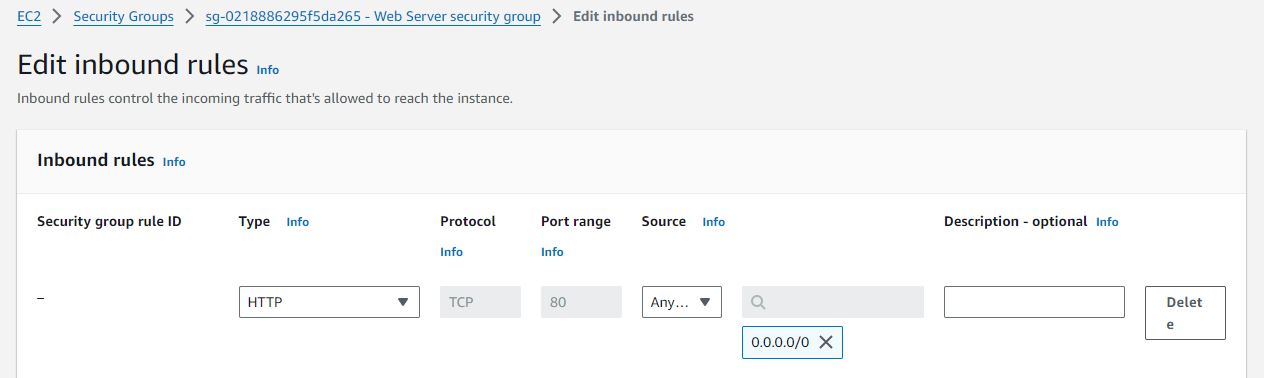 EC2 > Security Groups > sg-0218886295f5da265 - Web Server security group > Edit inbound rules
Edit inbound rules Info
Inbound rules control the incoming traffic that's allowed to reach the instance.
Inbound rules Info
Security group rule ID Type Info Protocol Port range Source Info Description - optional Info
Info Info
– HTTP TCP 80 Any... Delet
e
0.0.0.0/0